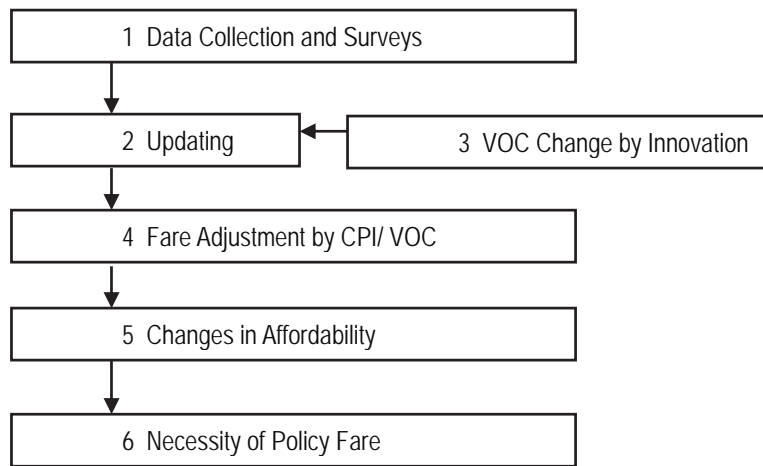 1 Data Collection and Surveys
2 Updating
3 VOC Change by Innovation
4 Fare Adjustment by CPI/ VOC
5 Changes in Affordability
6 Necessity of Policy Fare